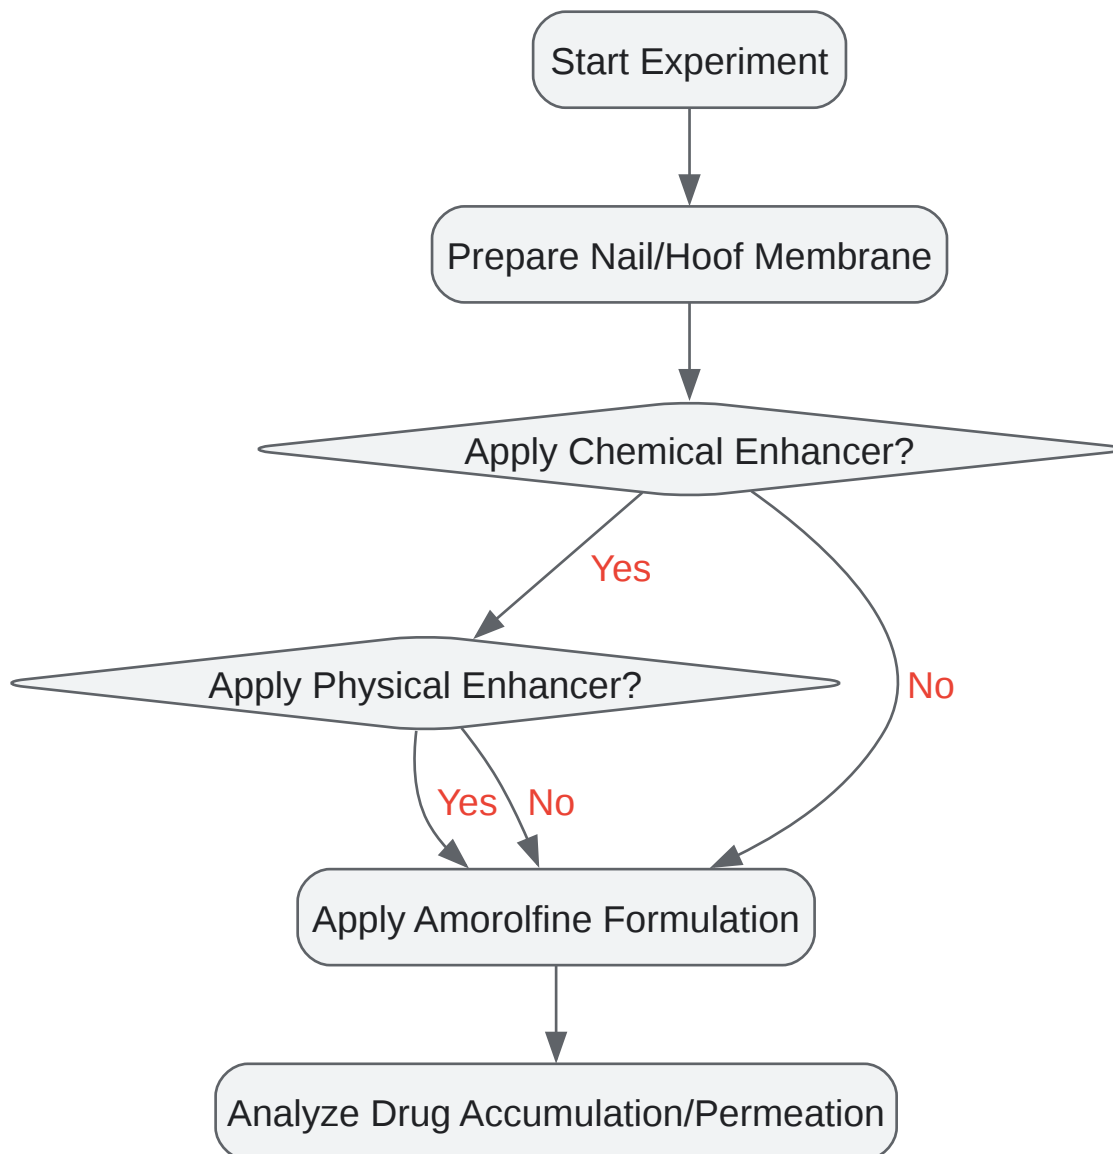 Start Experiment
Prepare Nail/Hoof Membrane
Apply Chemical Enhancer?
Yes
Apply Physical Enhancer?
No
Yes
No
Apply Amorolfine Formulation
Analyze Drug Accumulation/Permeation